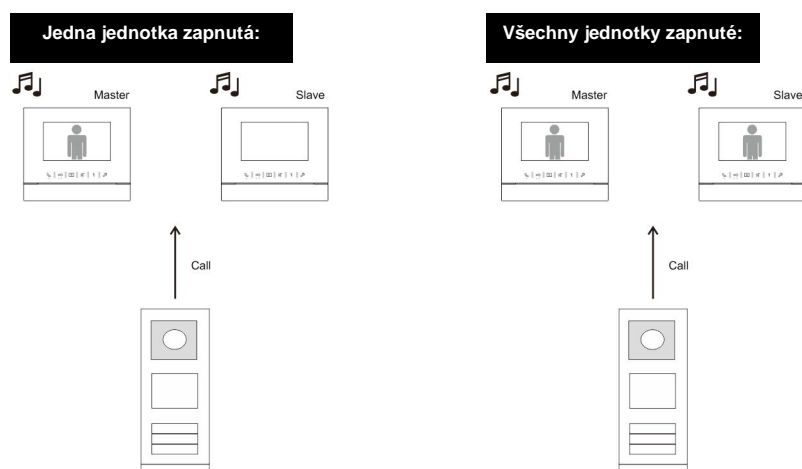 Jedna jednotka zapnutá:
Všechny jednotky zapnuté:
Master
Slave
Master
Slave
Call
Call